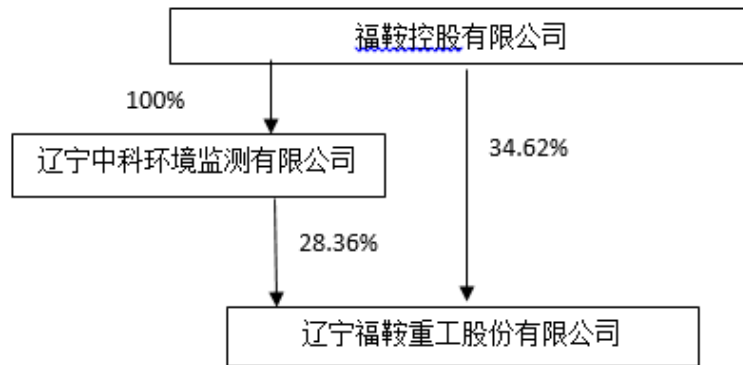 福鞍控股有限公司
100%
辽宁中科环境监测有限公司
34.62%
28.36%
辽宁福鞍重工股份有限公司